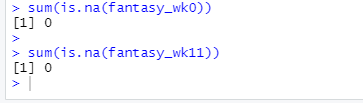 > sum(is.na(fantasy_wk0))
[1] 0
>
> sum(is.na(fantasy_wk11))
[1] 0
>